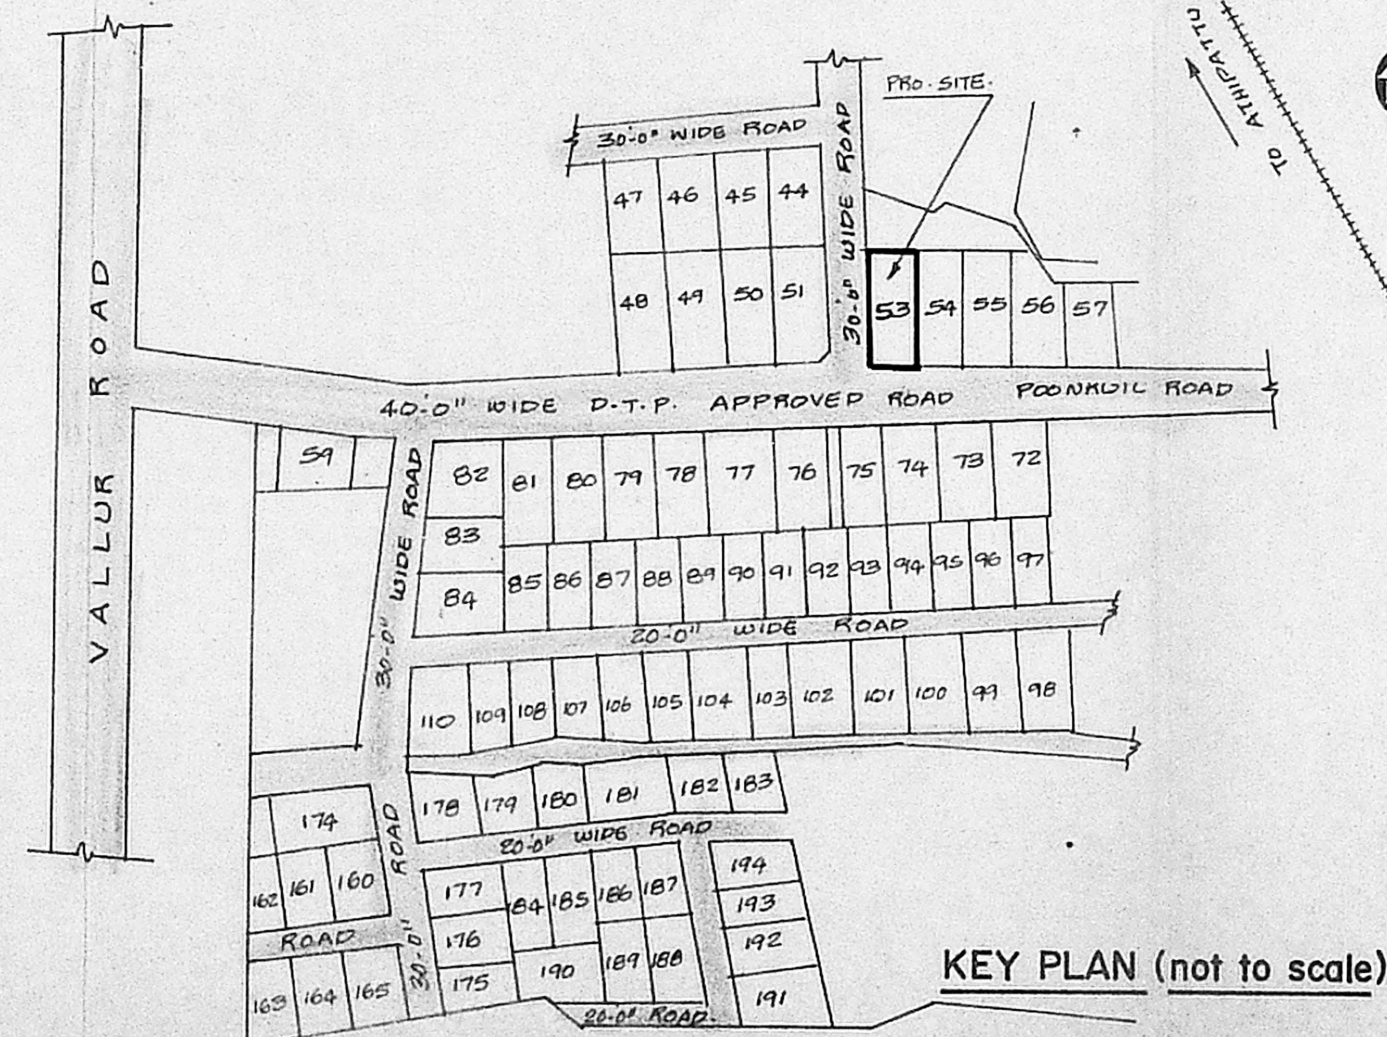 PRO. SITE.
TO ATHIPATTU
30'-0" WIDE ROAD
30'-0" WIDE ROAD
47 46 45 44
48 49 50 51
53 54 55 56 57
VALLUR ROAD
40'-0" WIDE D.T.P. APPROVED ROAD POONKUIL ROAD
59
30'-0" WIDE ROAD
82 81 80 79 78 77 76 75 74 73 72
83
84
85 86 87 88 89 90 91 92 93 94 95 96 97
20'-0" WIDE ROAD
110 109 108 107 106 105 104 103 102 101 100 99 98
178 179 180 181 182 183
174
20'-0" WIDE ROAD
30'-0" ROAD
162 161 160
177 184 185 186 187 194
193
ROAD
176 192
190 189 188
163 164 165 175 191
20'-0" ROAD.
KEY PLAN (not to scale)